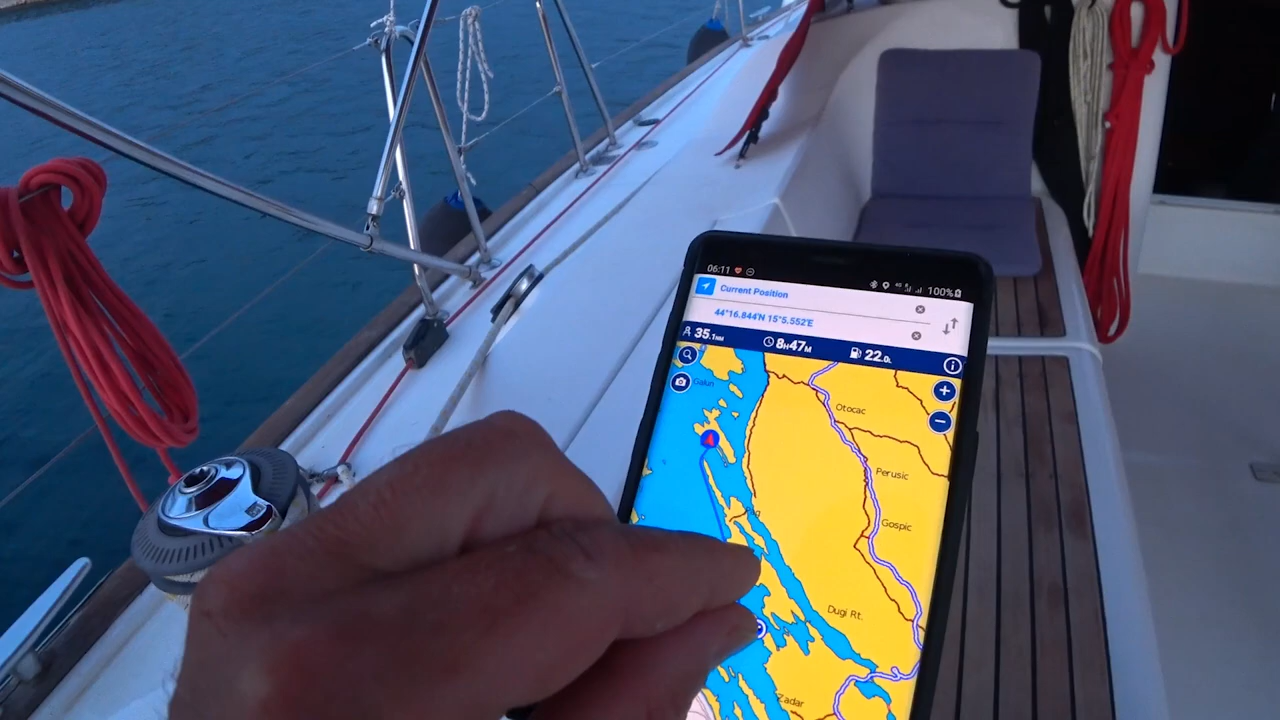 06:11
100%
Current Position
44°16.844'N 15°5.552'E
35.1NM
8H47M
22.0L
Galun
Otocac
Perusic
Gospic
Dugi Rt.
Zadar